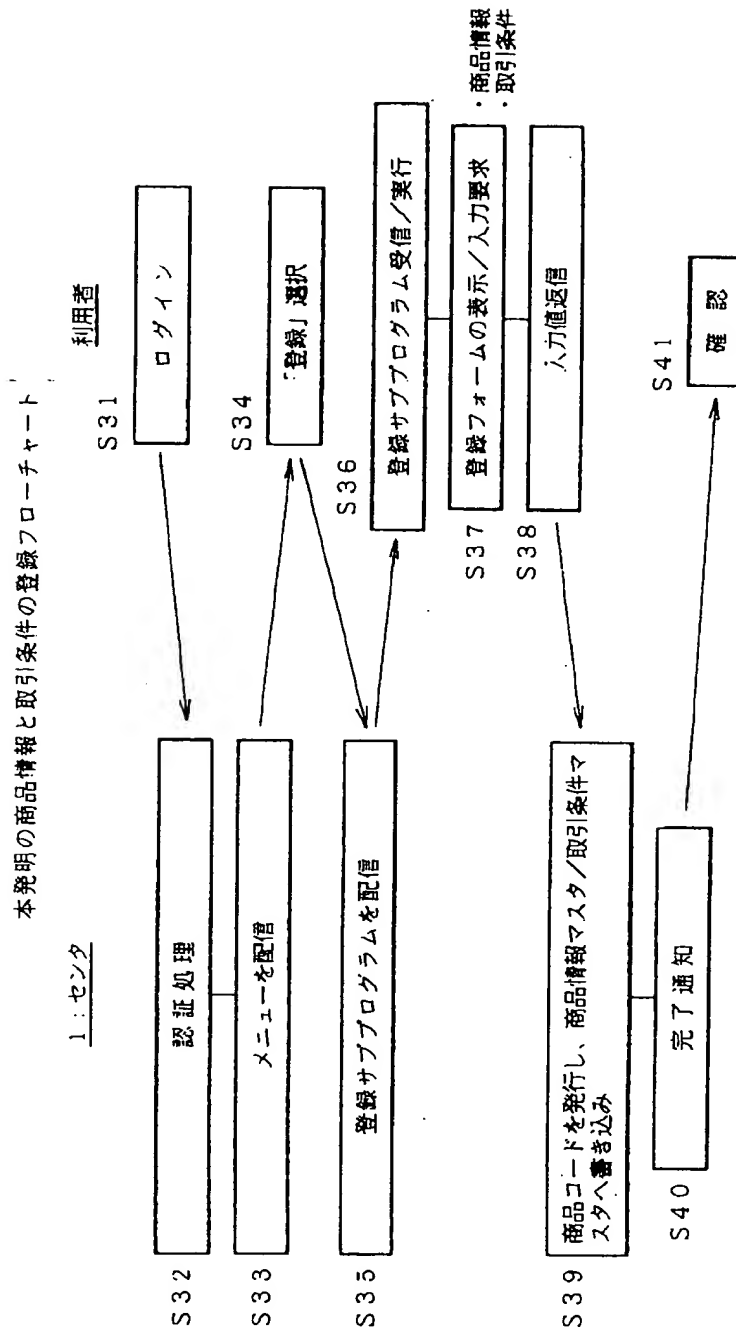 本発明の商品情報と取引条件の登録フローチャート
1:センタ
利用者
S31
ログイン
S32
認証処理
S33
メニューを配信
S34
「登録」選択
S35
登録サブプログラムを配信
S36
登録サブプログラム受信/実行
S37
登録フォームの表示/入力要求
・商品情報
・取引条件
S38
入力値返信
S39
商品コードを発行し、商品情報マスタ/取引条件マ
スタへ書き込み
S40
完了通知
S41
確認